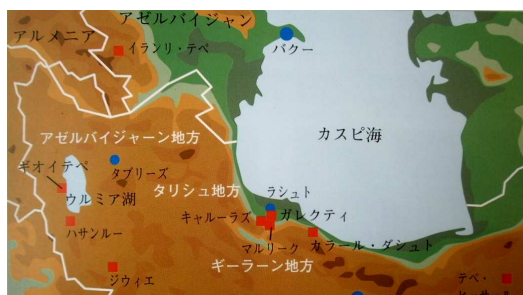 アゼルバイジャン
アルメニア
イランリ・テペ
バクー
カスピ海
アゼルバイジャーン地方
ギオイテペ
タブリーズ
タリシュ地方
ラシュト
ウルミア湖
キャルーラズ
ガレクティ
ハサンルー
マルリーク
カラール・ダシュト
ギーラーン地方
ジウィエ
テペ・